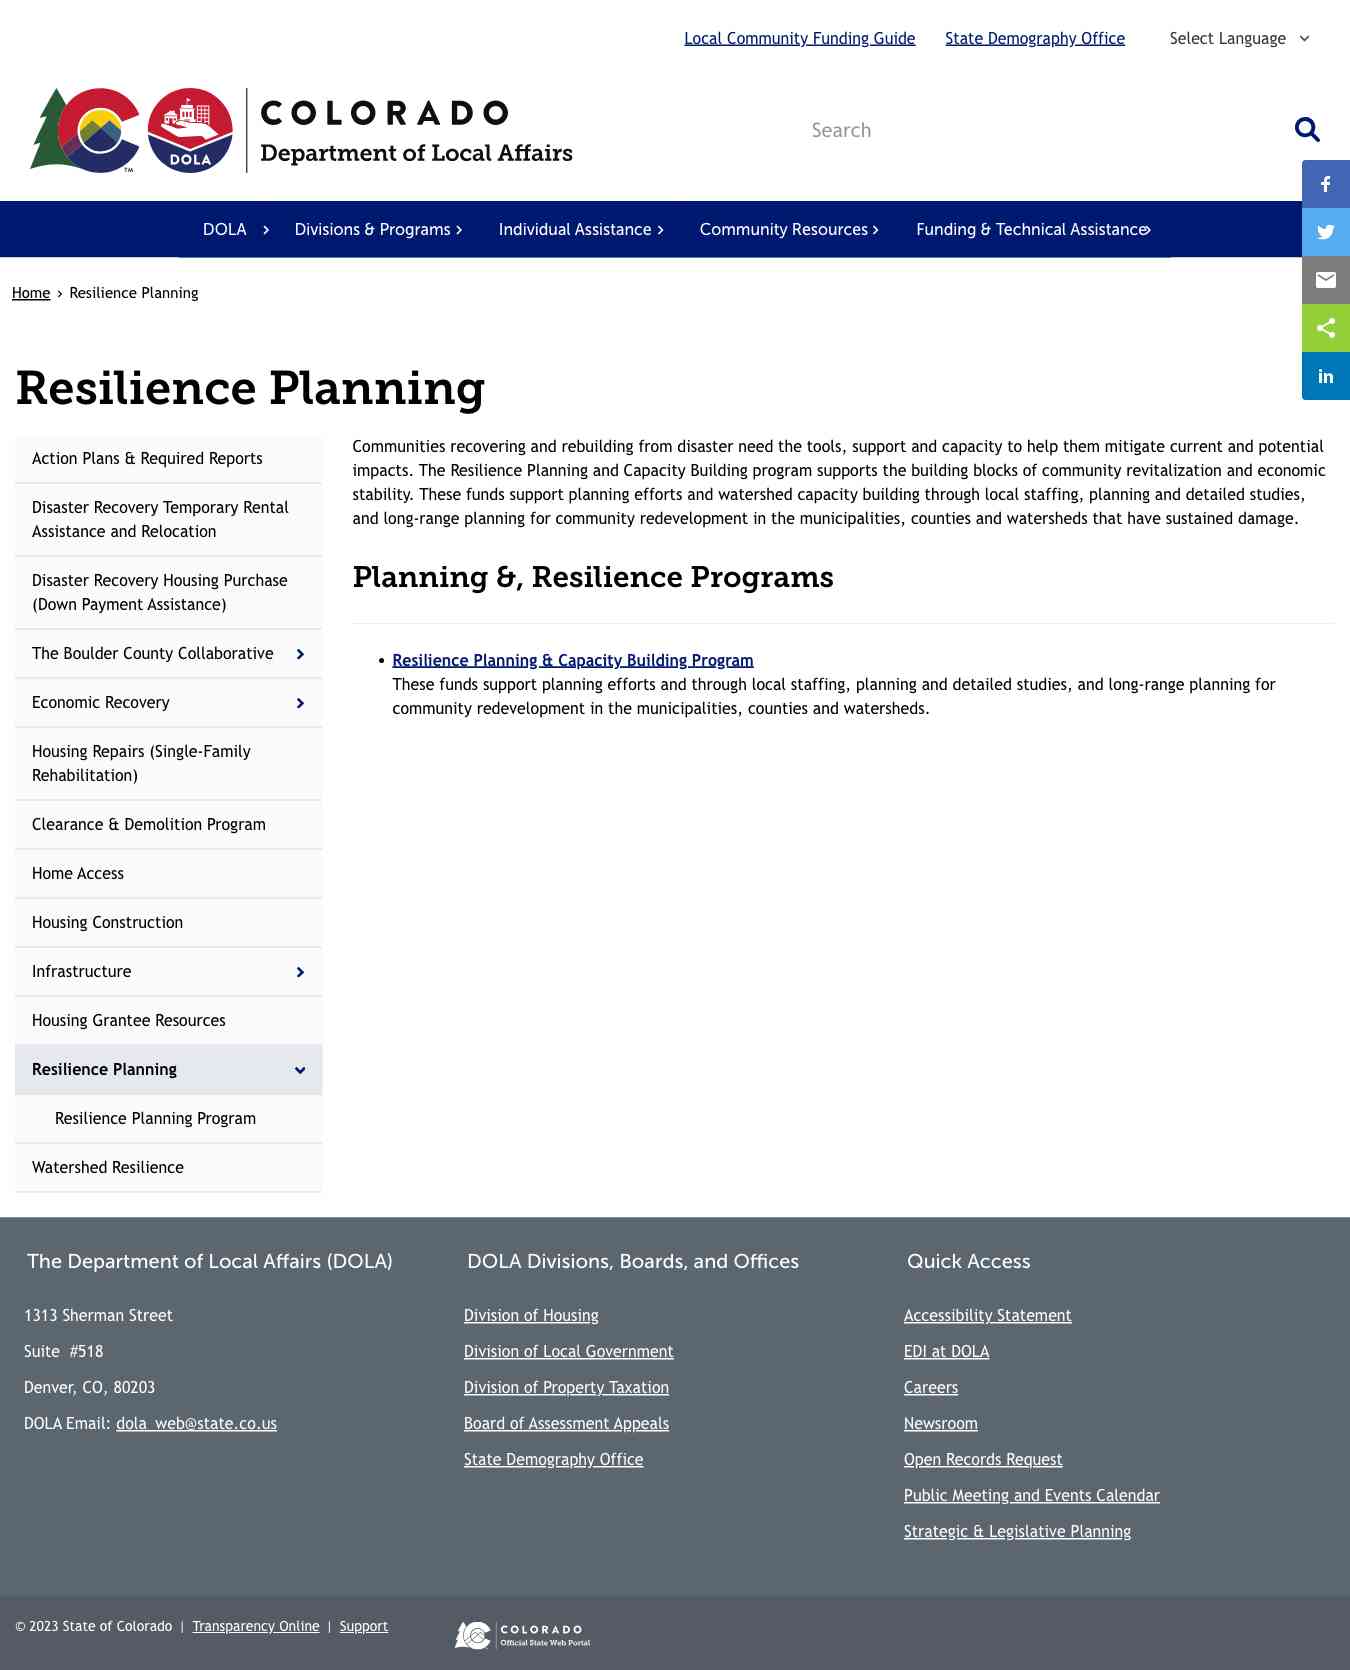 Local Community Funding Guide
State Demography Office
Select Language
COLORADO
Department of Local Affairs
DOLA
TM
Search
DOLA
Divisions & Programs
Individual Assistance
Community Resources
Funding & Technical Assistance
Home › Resilience Planning
Resilience Planning
Action Plans & Required Reports
Disaster Recovery Temporary Rental
Assistance and Relocation
Disaster Recovery Housing Purchase
(Down Payment Assistance)
The Boulder County Collaborative
Economic Recovery
Housing Repairs (Single-Family
Rehabilitation)
Clearance & Demolition Program
Home Access
Housing Construction
Infrastructure
Housing Grantee Resources
Resilience Planning
Resilience Planning Program
Watershed Resilience
Communities recovering and rebuilding from disaster need the tools, support and capacity to help them mitigate current and potential
impacts. The Resilience Planning and Capacity Building program supports the building blocks of community revitalization and economic
stability. These funds support planning efforts and watershed capacity building through local staffing, planning and detailed studies,
and long-range planning for community redevelopment in the municipalities, counties and watersheds that have sustained damage.
Planning &, Resilience Programs
• Resilience Planning & Capacity Building Program
These funds support planning efforts and through local staffing, planning and detailed studies, and long-range planning for
community redevelopment in the municipalities, counties and watersheds.
The Department of Local Affairs (DOLA)
1313 Sherman Street
Suite #518
Denver, CO, 80203
DOLA Email: dola_web@state.co.us
DOLA Divisions, Boards, and Offices
Division of Housing
Division of Local Government
Division of Property Taxation
Board of Assessment Appeals
State Demography Office
Quick Access
Accessibility Statement
EDI at DOLA
Careers
Newsroom
Open Records Request
Public Meeting and Events Calendar
Strategic & Legislative Planning
© 2023 State of Colorado | Transparency Online | Support
COLORADO
Official State Web Portal